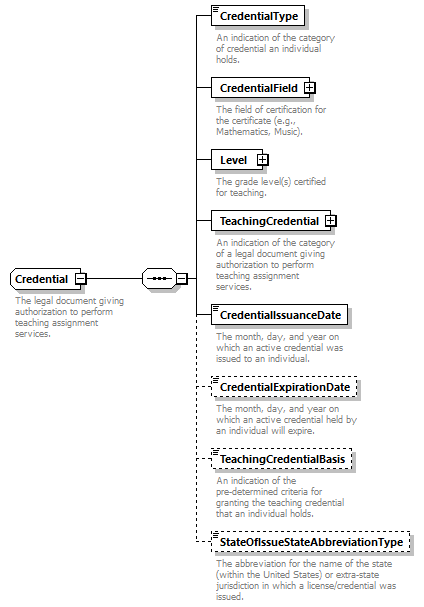 CredentialType
An indication of the category
of credential an individual
holds.
CredentialField
The field of certification for
the certificate (e.g.,
Mathematics, Music).
Level
The grade level(s) certified
for teaching.
TeachingCredential
An indication of the category
of a legal document giving
authorization to perform
teaching assignment
services.
Credential
The legal document giving
authorization to perform
teaching assignment
services.
CredentialIssuanceDate
The month, day, and year on
which an active credential was
issued to an individual.
CredentialExpirationDate
The month, day, and year on
which an active credential held by
an individual will expire.
TeachingCredentialBasis
An indication of the
pre-determined criteria for
granting the teaching credential
that an individual holds.
StateOfIssueStateAbbreviationType
The abbreviation for the name of the state
(within the United States) or extra-state
jurisdiction in which a license/credential was
issued.